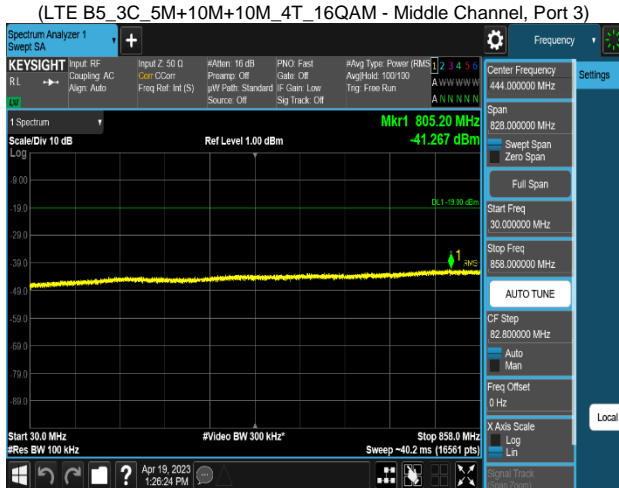 (LTE B5_3C_5M+10M+10M_4T_16QAM - Middle Channel, Port 3)
Spectrum Analyzer 1
Swept SA
+
Frequency
KEYSIGHT
RL
Input: RF
Coupling: AC
Align: Auto
Input Z: 50 Ω
Corr CCorr
Freq Ref: Int (S)
#Atten: 16 dB
Preamp: Off
µW Path: Standard
Source: Off
PNO: Fast
Gate: Off
IF Gain: Low
Sig Track: Off
#Avg Type: Power (RMS
Avg|Hold: 100/100
Trig: Free Run
1 2 3 4 5 6
A W W W W W
A N N N N N
LW
1 Spectrum
Scale/Div 10 dB
Log
Ref Level 1.00 dBm
Mkr1 805.20 MHz
-41.267 dBm
-9.00
-19.0
-29.0
-39.0
-49.0
-59.0
-69.0
-79.0
-89.0
DL1 -19.00 dBm
1
RMS
Start 30.0 MHz
#Res BW 100 kHz
#Video BW 300 kHz*
Stop 858.0 MHz
Sweep ~40.2 ms (16561 pts)
Center Frequency
444.000000 MHz
Settings
Span
828.000000 MHz
Swept Span
Zero Span
Full Span
Start Freq
30.000000 MHz
Stop Freq
858.000000 MHz
AUTO TUNE
CF Step
82.800000 MHz
Auto
Man
Freq Offset
0 Hz
X Axis Scale
Log
Lin
Local
Signal Track
(Span Zoom)
?
Apr 19, 2023
1:26:24 PM